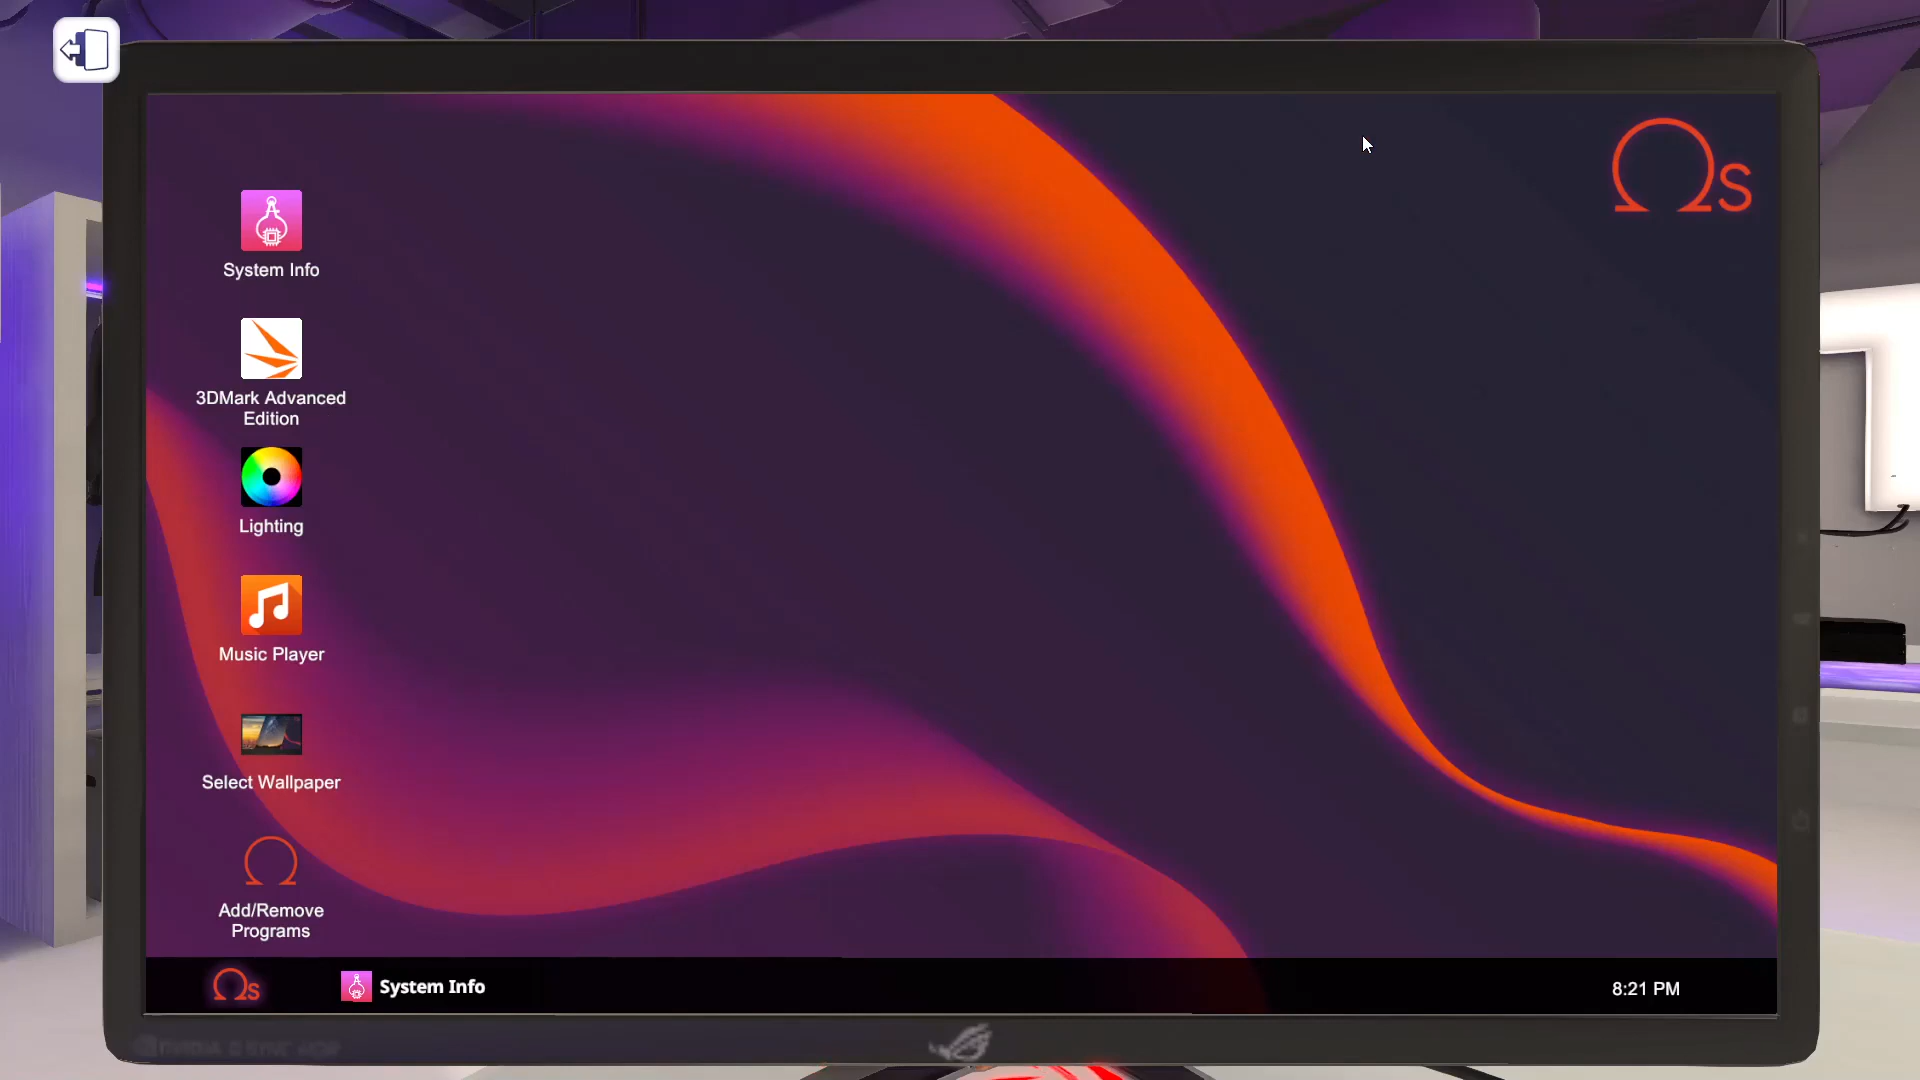 Ωs
System Info
3DMark Advanced
Edition
Lighting
Music Player
Select Wallpaper
Add/Remove
Programs
Ωs
System Info
8:21 PM